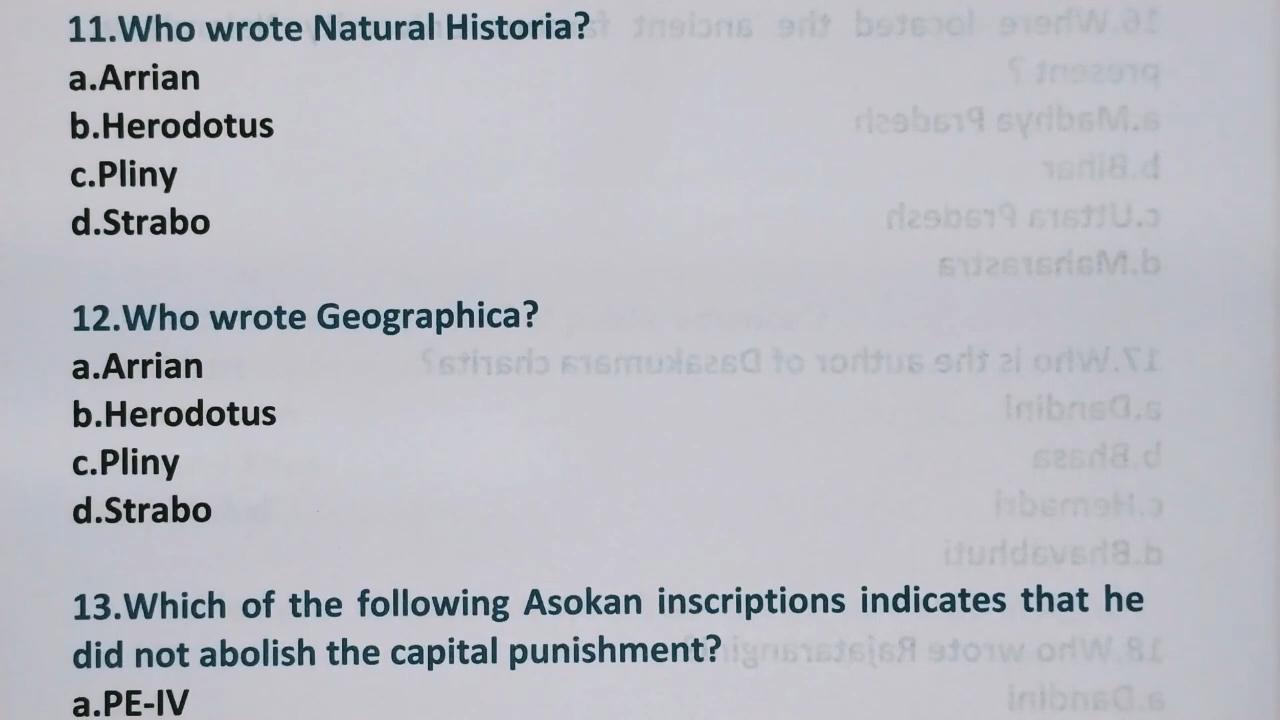 11.Who wrote Natural Historia?
a.Arrian
b.Herodotus
c.Pliny
d.Strabo
12.Who wrote Geographica?
a.Arrian
b.Herodotus
c.Pliny
d.Strabo
13.Which of the following Asokan inscriptions indicates that he
did not abolish the capital punishment?
a.PE-IV